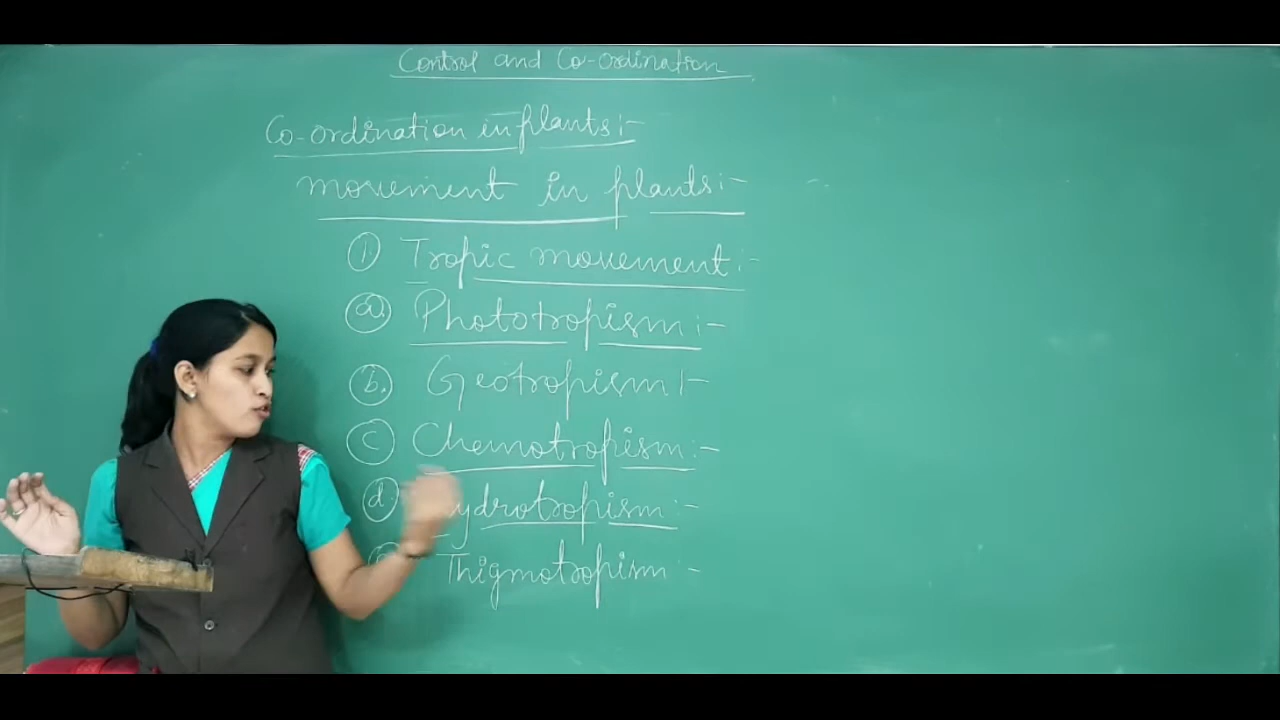 Control and Co-ordination
Co-ordination in plants:-
movement in plants:-
① Tropic movement:-
ⓐ Phototropism:-
ⓑ Geotropism:-
ⓒ Chemotropism:-
ⓓ ydrotropism:-
Thigmotropism:-